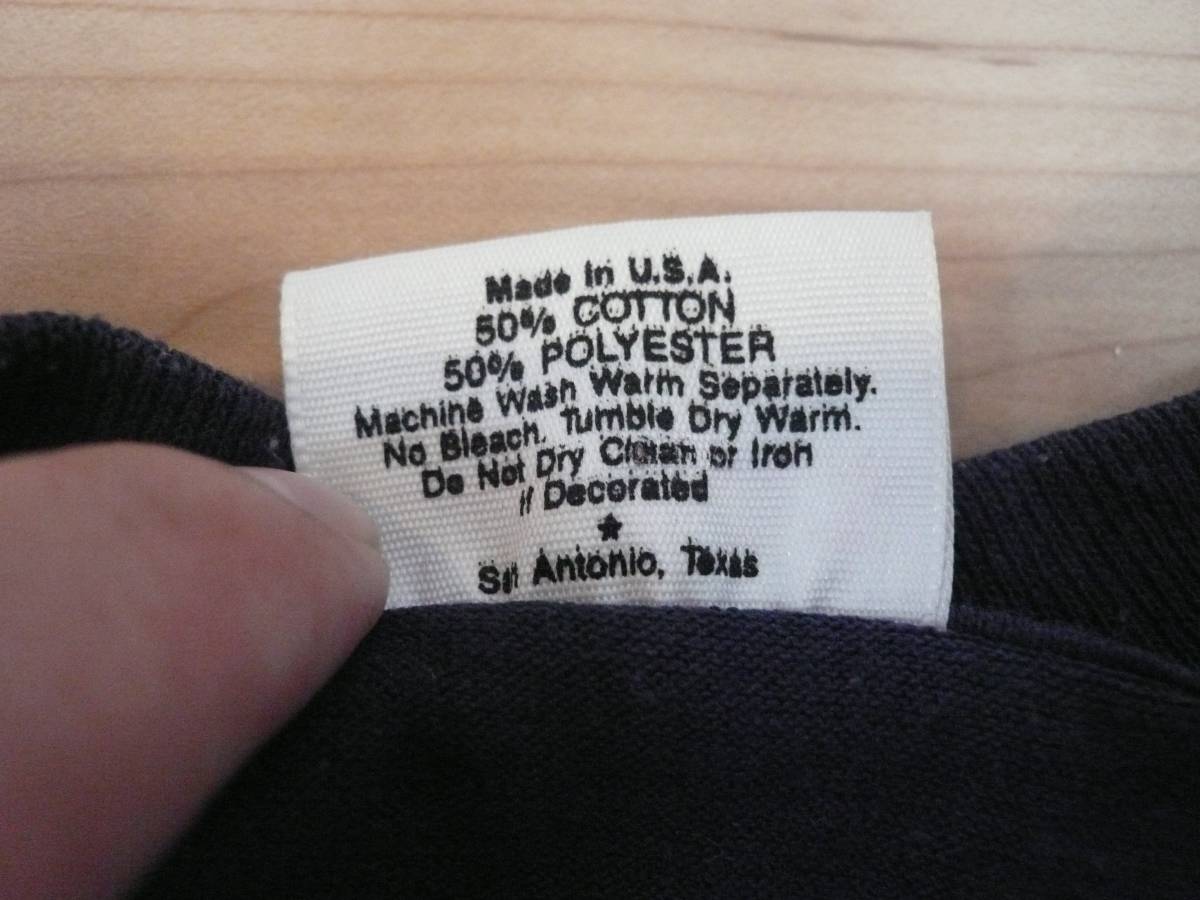 Made in U.S.A.
50% COTTON
50% POLYESTER
Machine Wash Warm Separately.
No Bleach. Tumble Dry Warm.
Do Not Dry Clean or Iron
If Decorated
★
San Antonio, Texas